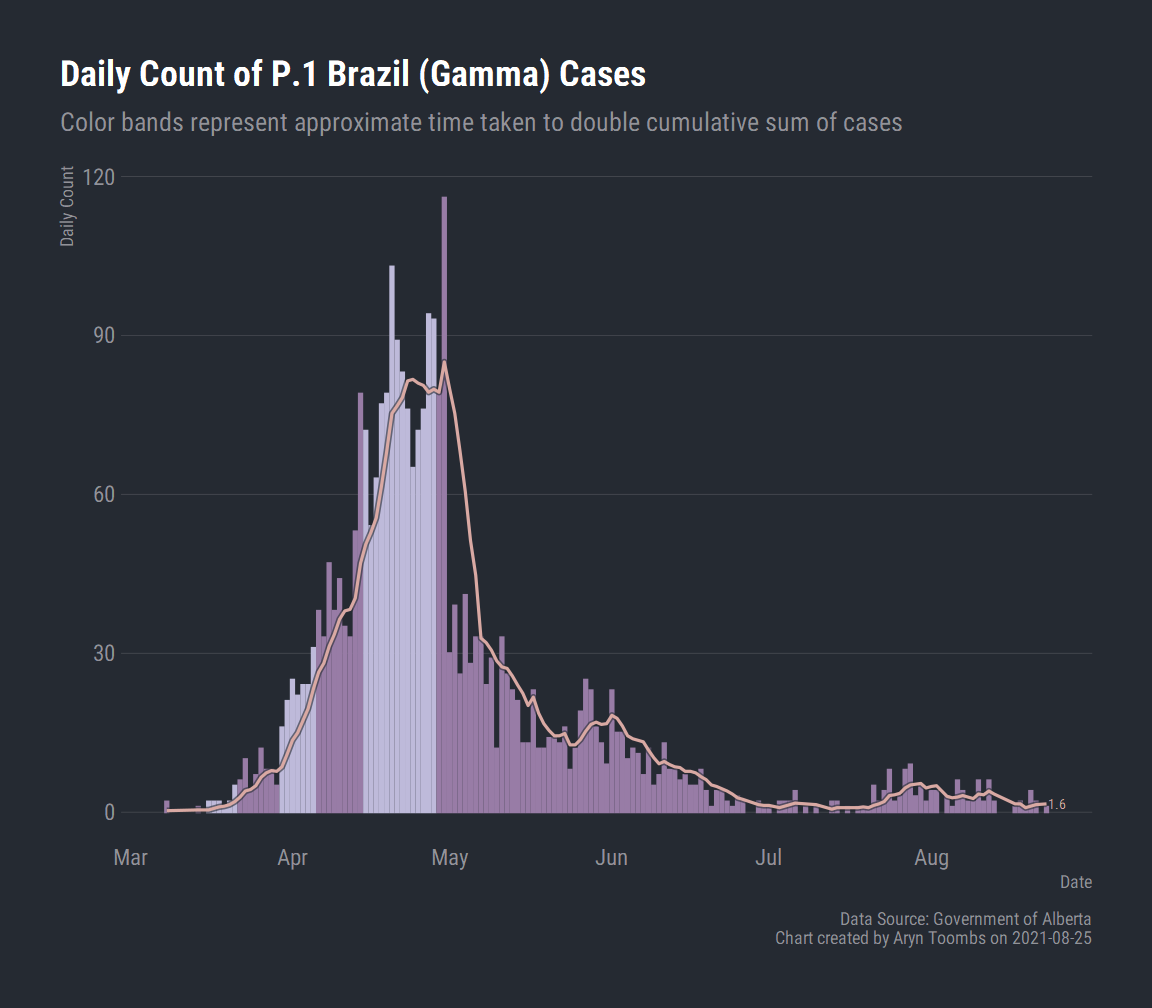 Daily Count of P.1 Brazil (Gamma) Cases
Color bands represent approximate time taken to double cumulative sum of cases
Daily Count
120
90
60
30
0
1.6
Mar Apr May Jun Jul Aug
Date
Data Source: Government of Alberta
Chart created by Aryn Toombs on 2021-08-25